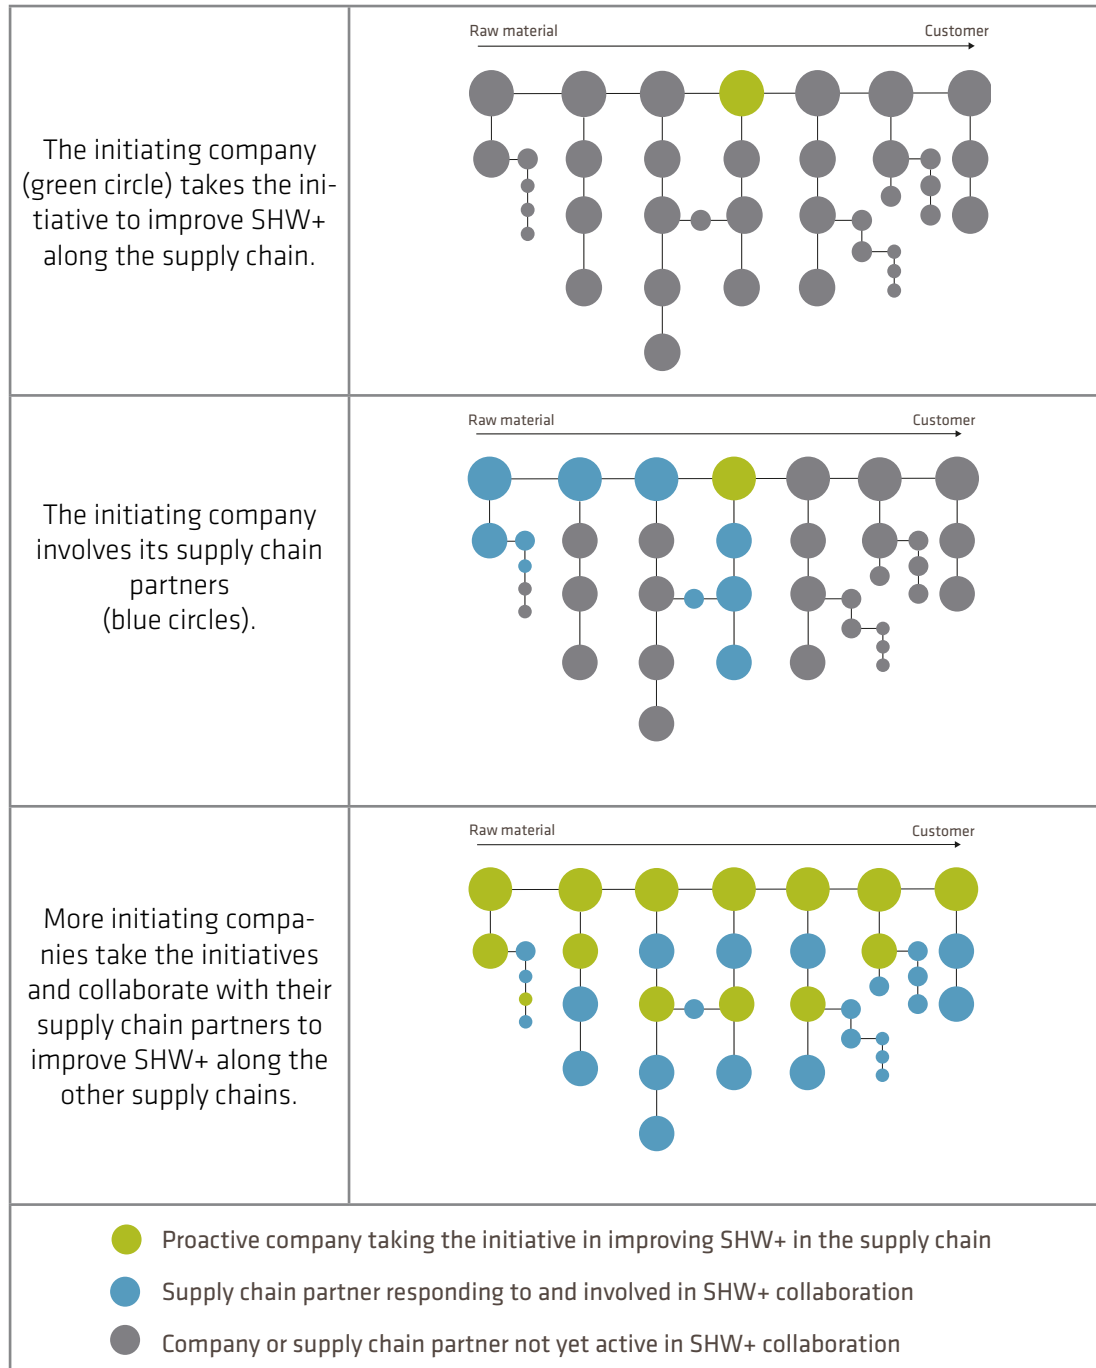 Raw material
Customer
The initiating company
(green circle) takes the ini-
tiative to improve SHW+
along the supply chain.
Raw material
Customer
The initiating company
involves its supply chain
partners
(blue circles).
Raw material
Customer
More initiating compa-
nies take the initiatives
and collaborate with their
supply chain partners to
improve SHW+ along the
other supply chains.
Proactive company taking the initiative in improving SHW+ in the supply chain
Supply chain partner responding to and involved in SHW+ collaboration
Company or supply chain partner not yet active in SHW+ collaboration